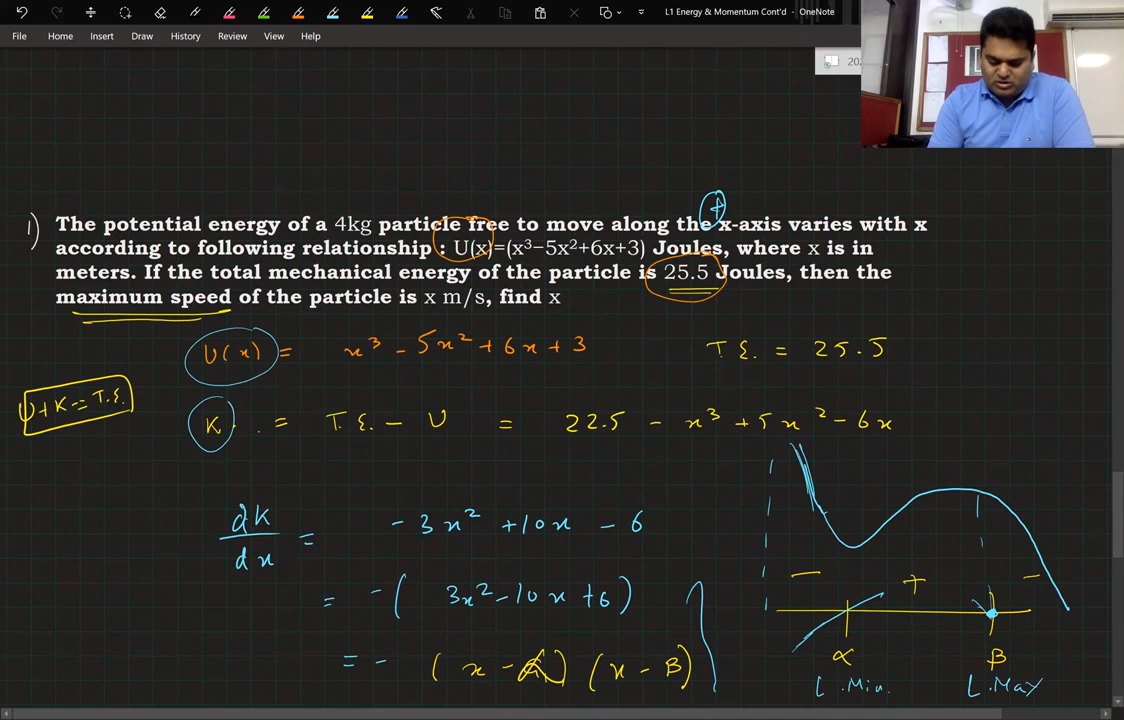 L1 Energy & Momentum Cont'd - OneNote
File Home Insert Draw History Review View Help
202
+
1) The potential energy of a 4kg particle free to move along the x-axis varies with x
according to following relationship : U(x)=(x³−5x²+6x+3) Joules, where x is in
meters. If the total mechanical energy of the particle is 25.5 Joules, then the
maximum speed of the particle is x m/s, find x
U(x) = x³ - 5x² + 6x + 3 T.E. = 25.5
U+K=T.E.
K = T.E. - U = 22.5 - x³ + 5x² - 6x
dK/dx = -3x² + 10x - 6
= -( 3x² - 10x + 6)
- + -
= - ( x - α) (x - β)
α β
L. Min. L. Max